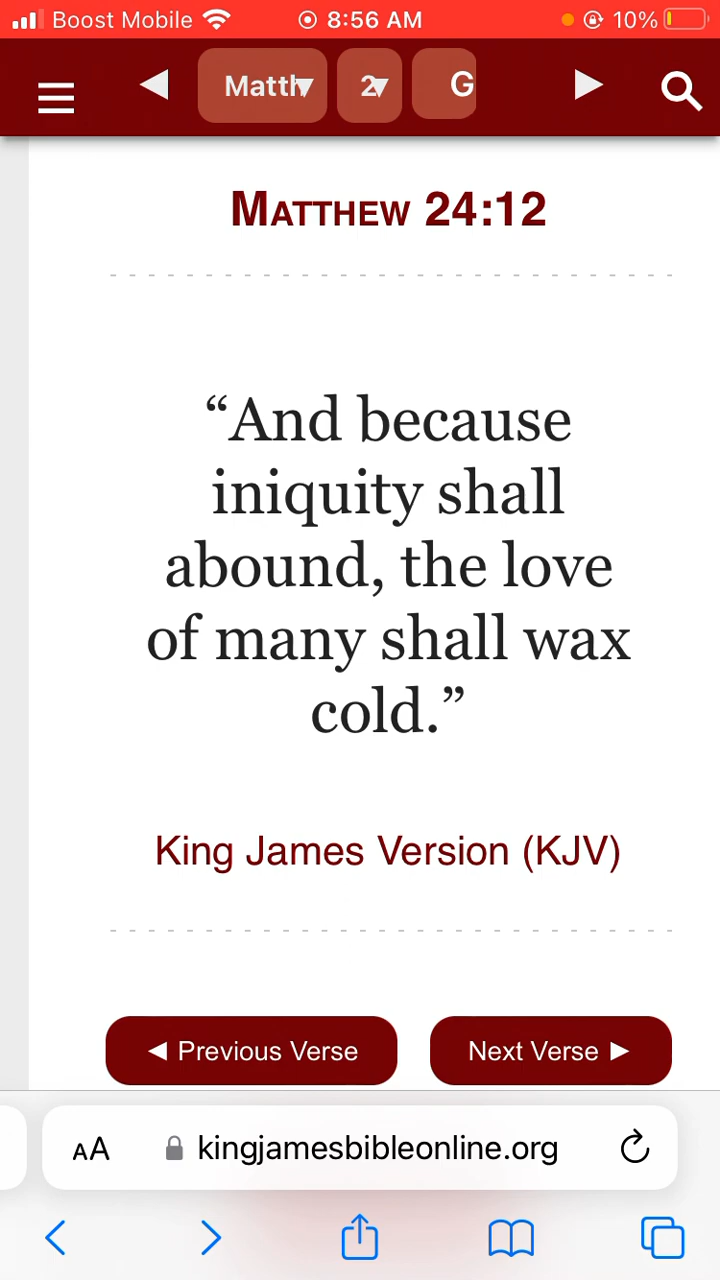 Boost Mobile 8:56 AM 10%
Matth 2 G
MATTHEW 24:12
“And because
iniquity shall
abound, the love
of many shall wax
cold.”
King James Version (KJV)
◀ Previous Verse Next Verse ▶
AA kingjamesbibleonline.org